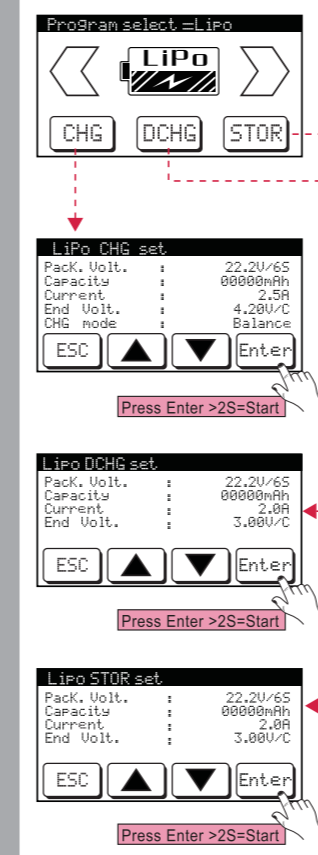 Program select =Lipo
LiPo
CHG DCHG STOR
LiPo CHG set
PacK. Volt. : 22.2V/6S
Capacity : 00000mAh
Current : 2.5A
End Volt. : 4.20V/C
CHG mode : Balance
ESC Enter
Press Enter >2S=Start
Lipo DCHG set
PacK. Volt. : 22.2V/6S
Capacity : 00000mAh
Current : 2.0A
End Volt. : 3.00V/C
ESC Enter
Press Enter >2S=Start
Lipo STOR set
PacK. Volt. : 22.2V/6S
Capacity : 00000mAh
Current : 2.0A
End Volt. : 3.00V/C
ESC Enter
Press Enter >2S=Start